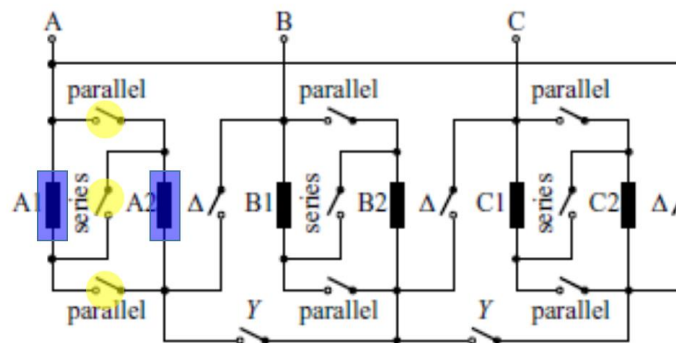 A B C
parallel parallel parallel
A1 series A2 Δ B1 series B2 Δ C1 series C2 Δ
parallel parallel parallel
Y Y